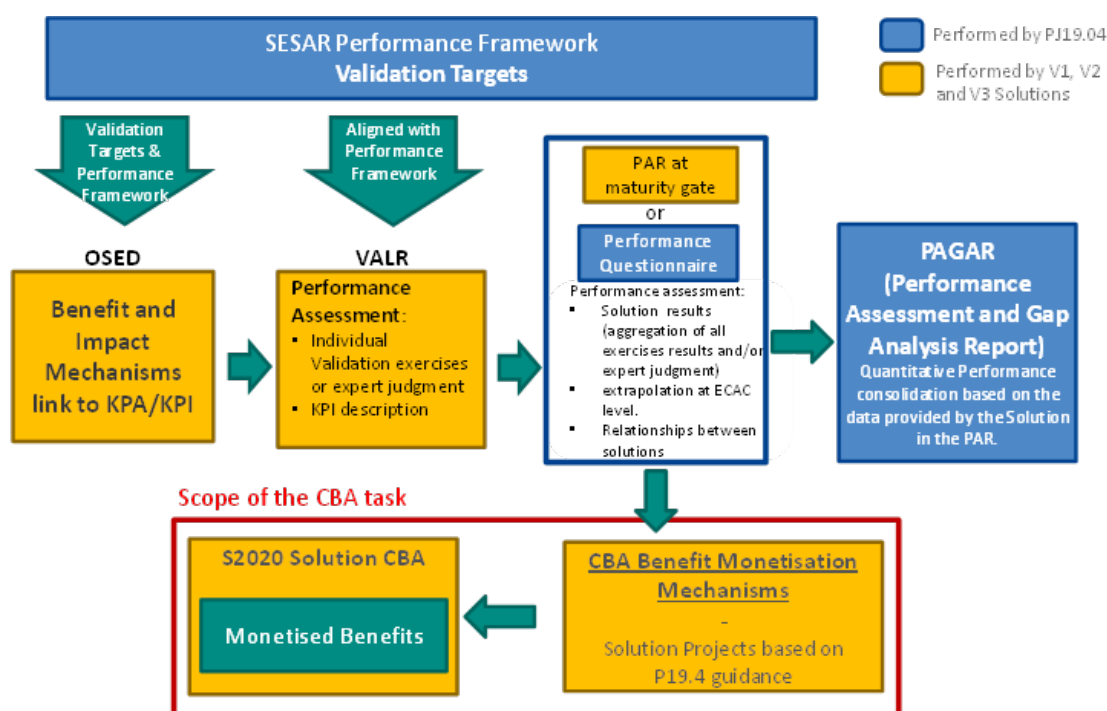 SESAR Performance Framework
Validation Targets
Performed by PJ19.04
Performed by V1, V2
and V3 Solutions
Validation
Targets &
Performance
Framework
Aligned with
Performance
Framework
OSED
Benefit and
Impact
Mechanisms
link to KPA/KPI
VALR
Performance
Assessment:
▪ Individual
Validation exercises
or expert judgment
▪ KPI description
PAR at
maturity gate
or
Performance
Questionnaire
Performance assessment:
▪ Solution results
(aggregation of all
exercises results and/or
expert judgment)
▪ extrapolation at ECAC
level.
▪ Relationships between
solutions
PAGAR
(Performance
Assessment and Gap
Analysis Report)
Quantitative Performance
consolidation based on the
data provided by the Solution
in the PAR.
Scope of the CBA task
S2020 Solution CBA
Monetised Benefits
CBA Benefit Monetisation
Mechanisms
-
Solution Projects based on
P19.4 guidance